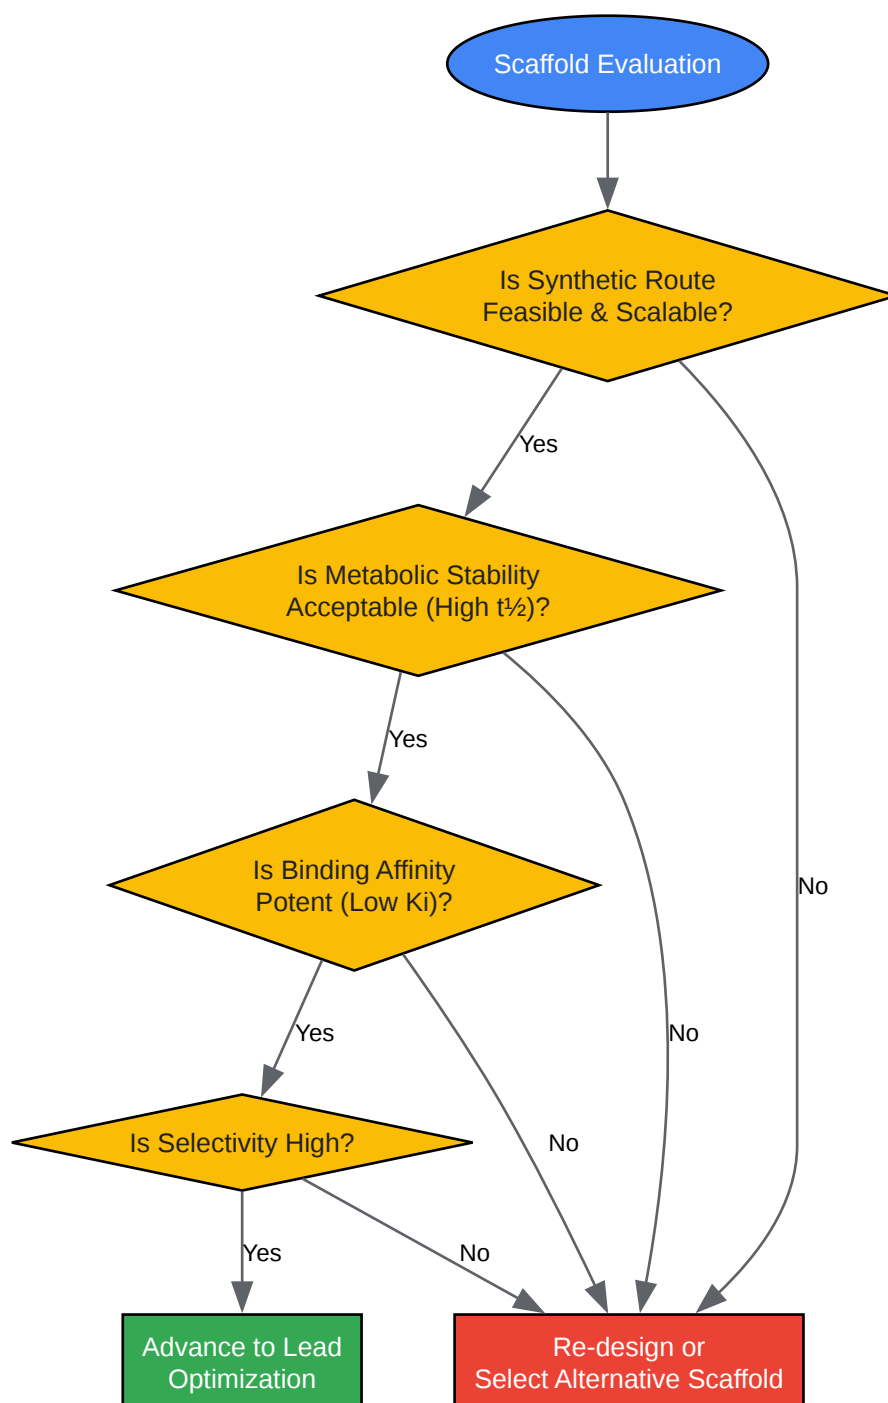 Scaffold Evaluation
Is Synthetic Route
Feasible & Scalable?
Yes
Is Metabolic Stability
Acceptable (High t½)?
Yes
Is Binding Affinity
Potent (Low Ki)?
No
Yes
No
Is Selectivity High?
No
Yes
No
Advance to Lead
Optimization
Re-design or
Select Alternative Scaffold